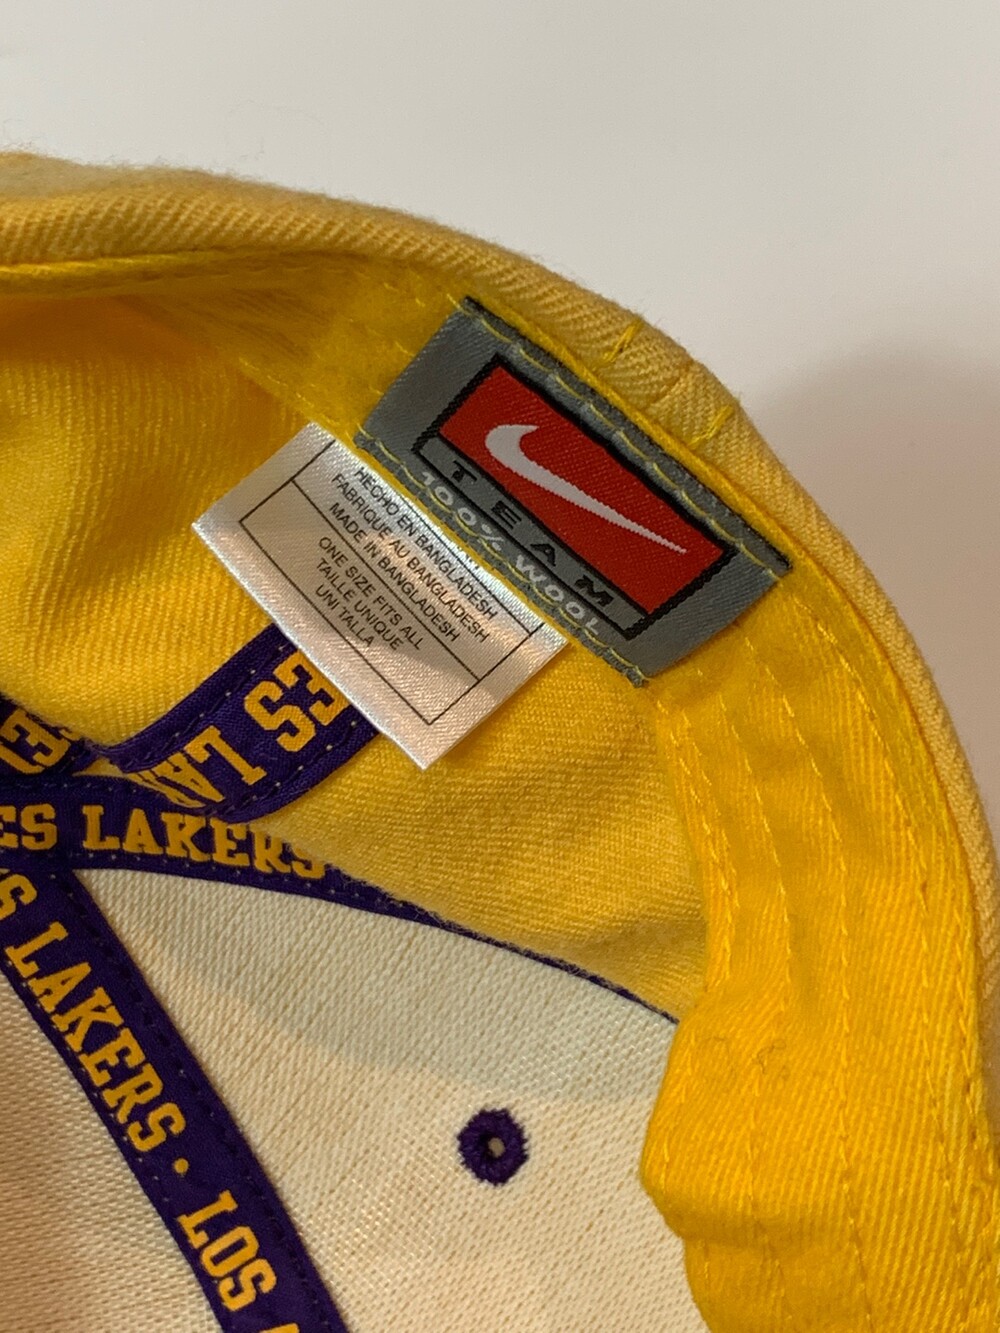 TEAM
100% WOOL
HECHO EN BANGLADESH
FABRIQUE AU BANGLADESH
MADE IN BANGLADESH
ONE SIZE FITS ALL
TAILLE UNIQUE
UNI TALLA
ES L
ES LAKERS
S LAKERS • LOS